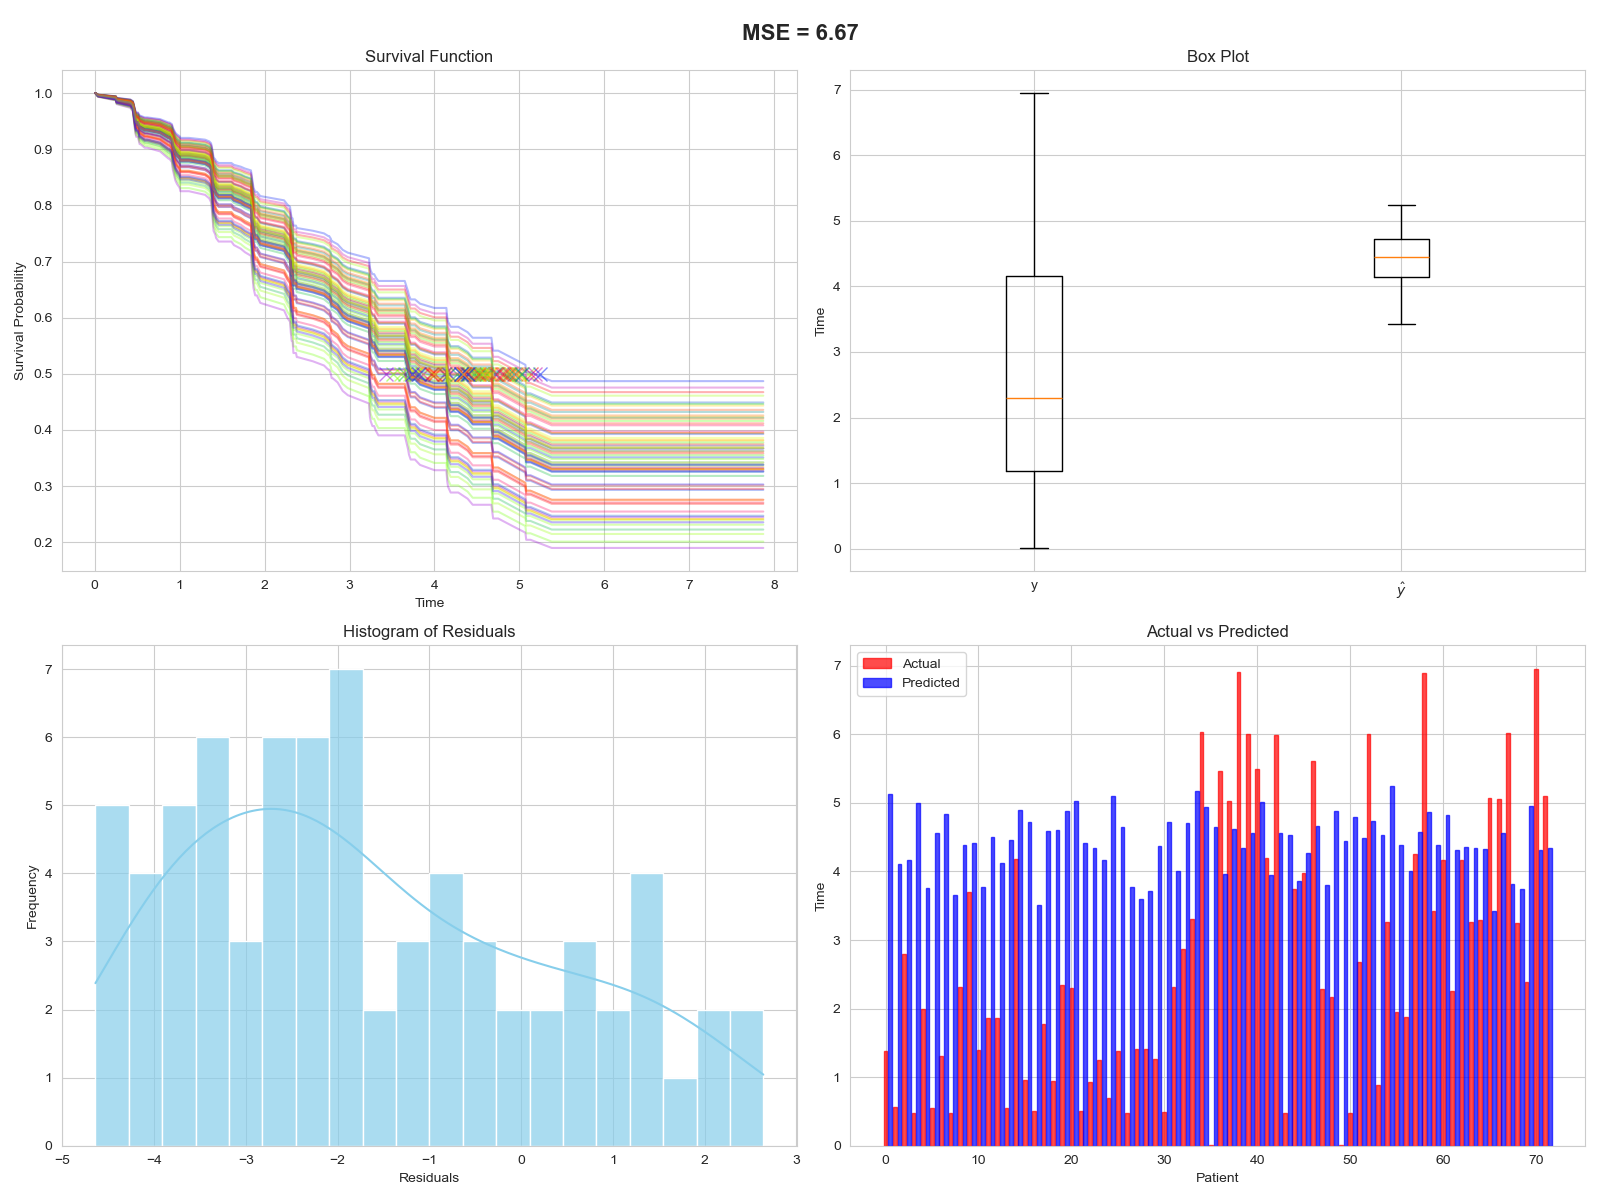 MSE = 6.67
Survival Function
Survival Probability
1.0
0.9
0.8
0.7
0.6
0.5
0.4
0.3
0.2
0 1 2 3 4 5 6 7 8
Time
Box Plot
Time
7
6
5
4
3
2
1
0
y ŷ
Histogram of Residuals
Frequency
7
6
5
4
3
2
1
0
−5 −4 −3 −2 −1 0 1 2 3
Residuals
Actual vs Predicted
Actual
Predicted
Time
7
6
5
4
3
2
1
0
0 10 20 30 40 50 60 70
Patient